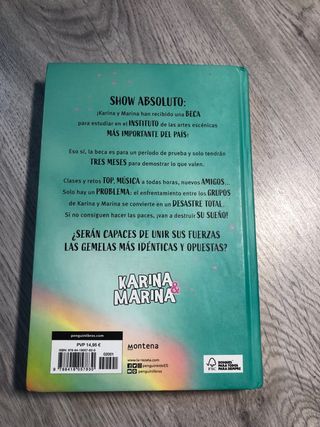 SHOW ABSOLUTO:
¡Karina y Marina han recibido una BECA
para estudiar en el INSTITUTO de las artes escénicas
MÁS IMPORTANTE DEL PAÍS!
Eso sí, la beca es para un período de prueba y solo tendrán
TRES MESES para demostrar lo que valen.
Clases y retos TOP, MÚSICA a todas horas, nuevos AMIGOS...
Solo hay un PROBLEMA: el enfrentamiento entre los GRUPOS
de Karina y Marina se convierte en un DESASTRE TOTAL.
Si no consiguen hacer las paces, ¡van a destruir SU SUEÑO!
¿SERÁN CAPACES DE UNIR SUS FUERZAS
LAS GEMELAS MÁS IDÉNTICAS Y OPUESTAS?
KARINA
&
MARINA
penguinlibros.com
PVP 14,95 €
02001
montena
penguinlibros
FSC